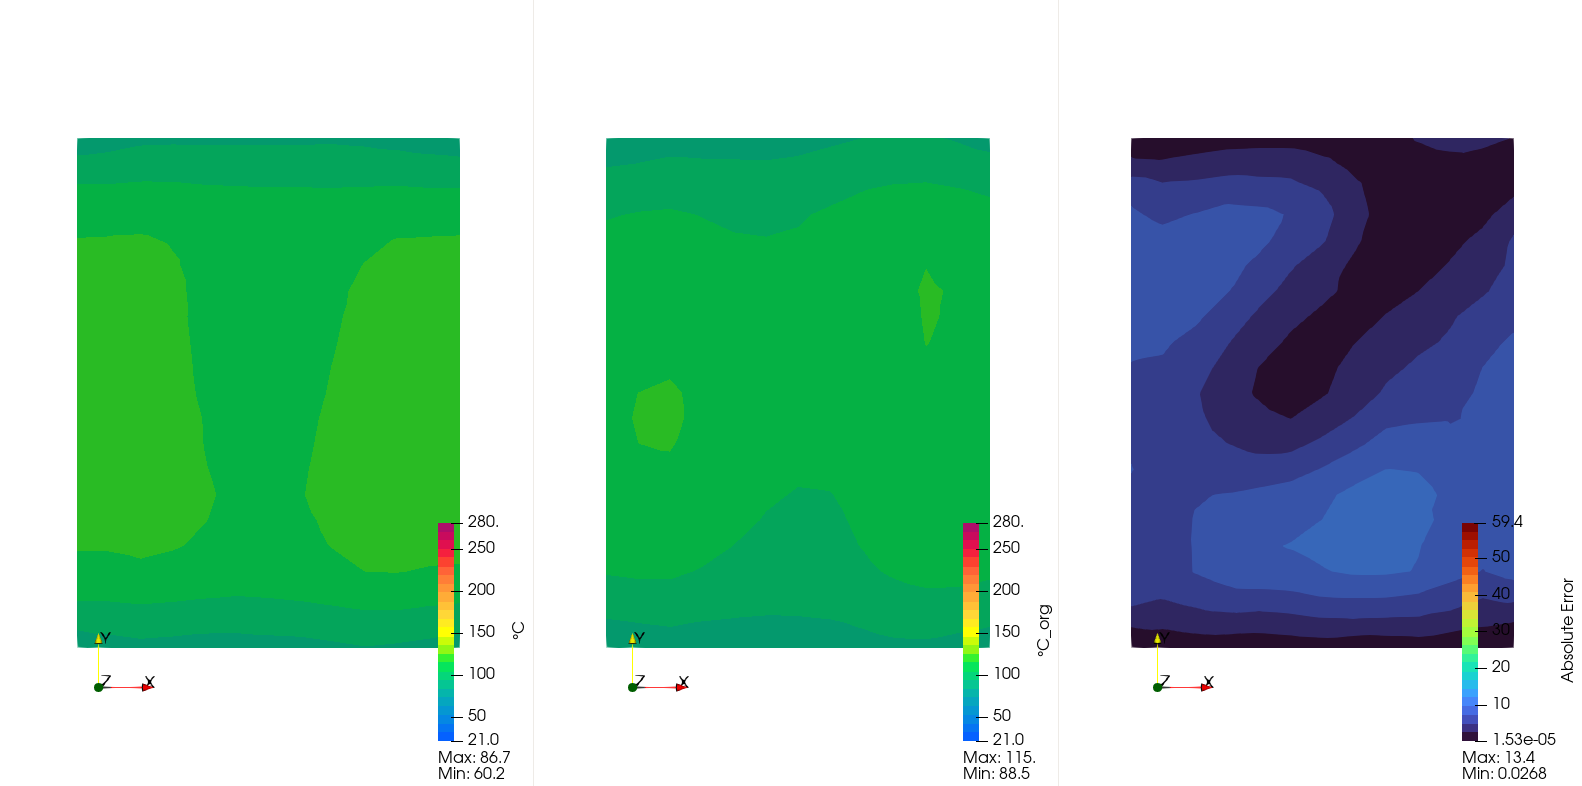 280.
250
200
150
100
50
21.0
°C
Max: 86.7
Min: 60.2
Y
Z
X
280.
250
200
150
100
50
21.0
°C_org
Max: 115.
Min: 88.5
Y
Z
X
59.4
50
40
30
20
10
1.53e-05
Absolute Error
Max: 13.4
Min: 0.0268
Y
Z
X